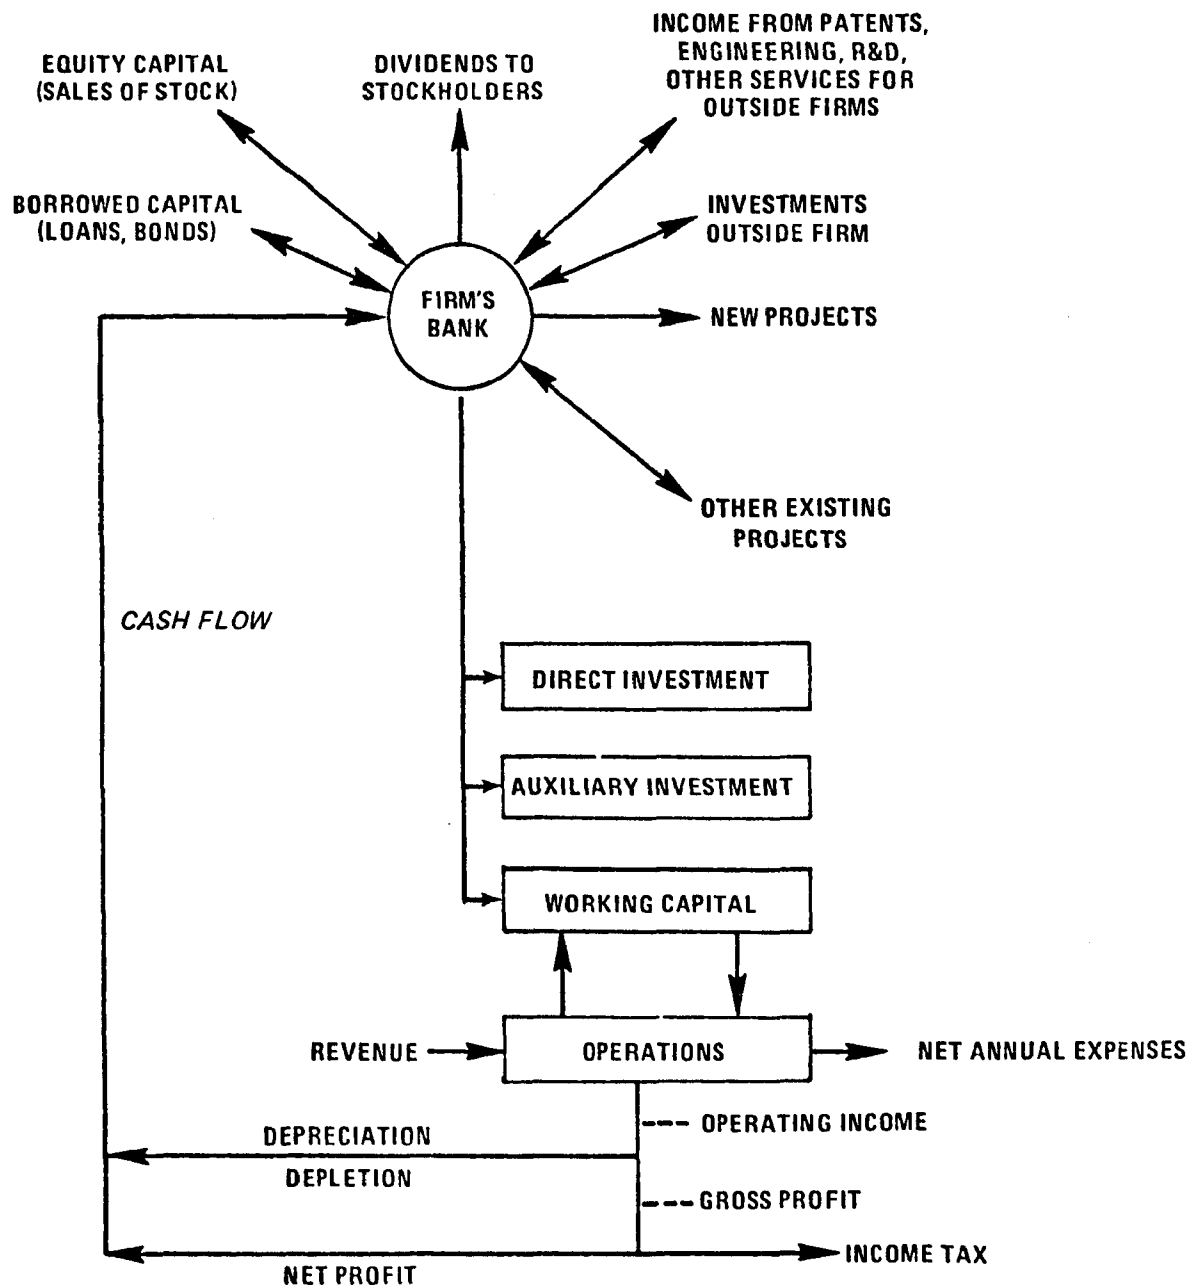 INCOME FROM PATENTS,
ENGINEERING, R&D,
OTHER SERVICES FOR
OUTSIDE FIRMS
EQUITY CAPITAL
(SALES OF STOCK)
DIVIDENDS TO
STOCKHOLDERS
BORROWED CAPITAL
(LOANS, BONDS)
INVESTMENTS
OUTSIDE FIRM
FIRM'S
BANK
NEW PROJECTS
OTHER EXISTING
PROJECTS
CASH FLOW
DIRECT INVESTMENT
AUXILIARY INVESTMENT
WORKING CAPITAL
REVENUE
OPERATIONS
NET ANNUAL EXPENSES
OPERATING INCOME
DEPRECIATION
DEPLETION
GROSS PROFIT
INCOME TAX
NET PROFIT